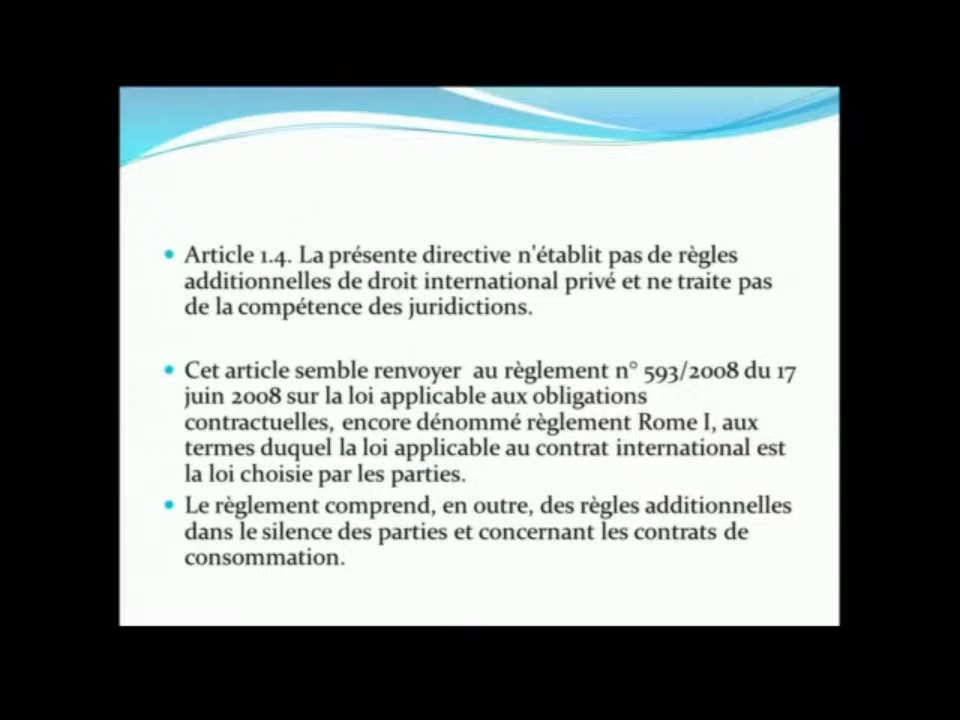 • Article 1.4. La présente directive n'établit pas de règles
additionnelles de droit international privé et ne traite pas
de la compétence des juridictions.
• Cet article semble renvoyer au règlement n° 593/2008 du 17
juin 2008 sur la loi applicable aux obligations
contractuelles, encore dénommé règlement Rome I, aux
termes duquel la loi applicable au contrat international est
la loi choisie par les parties.
• Le règlement comprend, en outre, des règles additionnelles
dans le silence des parties et concernant les contrats de
consommation.